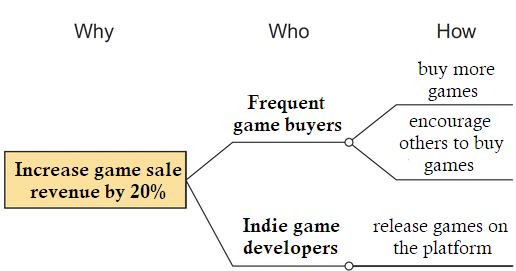 Why
Who
How
buy more
games
Frequent
game buyers
encourage
others to buy
games
Increase game sale
revenue by 20%
Indie game
developers
release games on
the platform